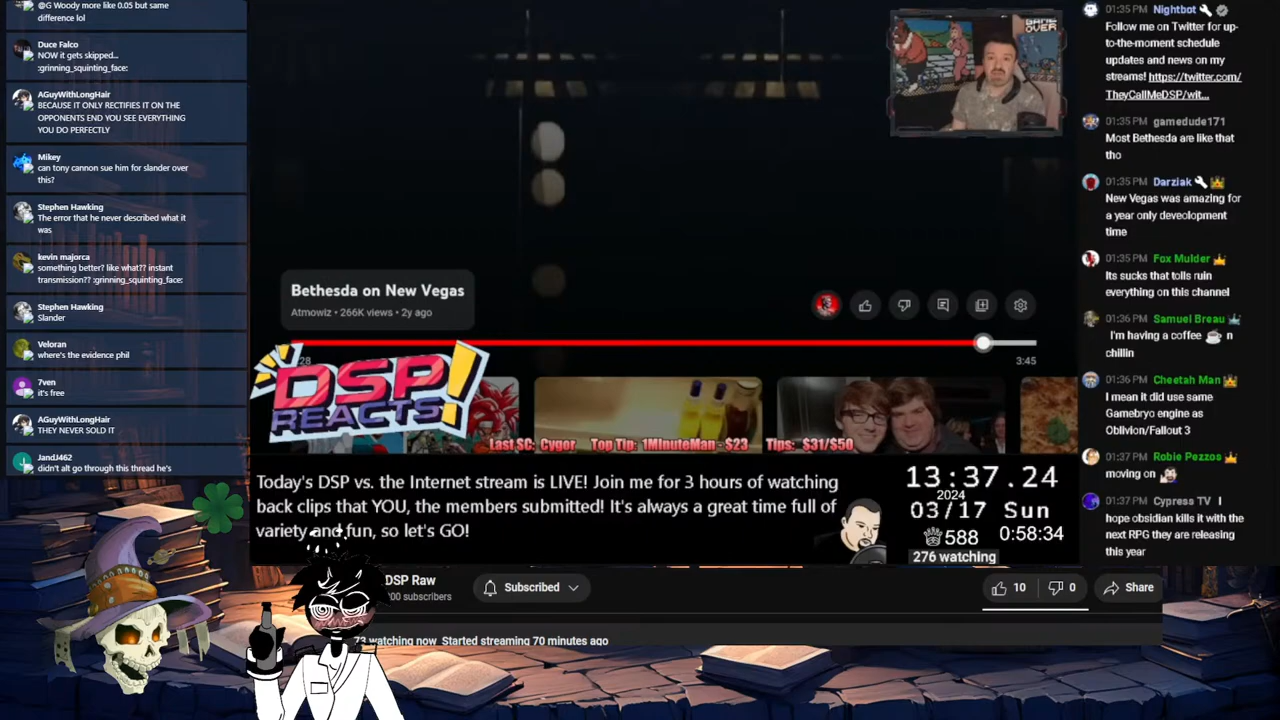 @G Woody more like 0.05 but same
difference lol
Duce Falco
NOW it gets skipped...
:grinning_squinting_face:
AGuyWithLongHair
BECAUSE IT ONLY RECTIFIES IT ON THE
OPPONENTS END YOU SEE EVERYTHING
YOU DO PERFECTLY
Mikey
can tony cannon sue him for slander over
this?
Stephen Hawking
The error that he never described what it
was
kevin majorca
something better? like what?? instant
transmission?? :grinning_squinting_face:
Stephen Hawking
Slander
Veloran
where's the evidence phil
7ven
it's free
AGuyWithLongHair
THEY NEVER SOLD IT
JandJ462
didn't alt go through this thread he's
GAME
OVER
Bethesda on New Vegas
Atmowiz • 266K views • 2y ago
:28
3:45
DSP
REACTS!
Last SC: Cygor Top Tip: 1MinuteMan - $23 Tips: $31/$50
Today's DSP vs. the Internet stream is LIVE! Join me for 3 hours of watching
back clips that YOU, the members submitted! It's always a great time full of
variety and fun, so let's GO!
13:37.24
2024
03/17 Sun
588
0:58:34
276 watching
DSP Raw
00 subscribers
Subscribed
10
0
Share
73 watching now Started streaming 70 minutes ago
01:35 PM Nightbot
Follow me on Twitter for up-
to-the-moment schedule
updates and news on my
streams! https://twitter.com/
TheyCallMeDSP/wit...
01:35 PM gamedude171
Most Bethesda are like that
tho
01:35 PM Darziak
New Vegas was amazing for
a year only deveolopment
time
01:35 PM Fox Mulder
Its sucks that tolls ruin
everything on this channel
01:36 PM Samuel Breau
I'm having a coffee n
chillin
01:36 PM Cheetah Man
I mean it did use same
Gamebryo engine as
Oblivion/Fallout 3
01:37 PM Robie Pezzos
moving on
01:37 PM Cypress TV I
hope obsidian kills it with the
next RPG they are releasing
this year